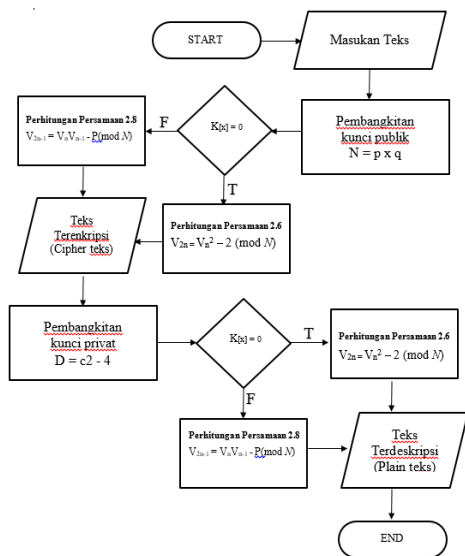 START
Masukan Teks
Pembangkitan
kunci publik
N = p x q
K[x] = 0
F
T
Perhitungan Persamaan 2.8
V2n-1 = VnVn-1 - P(mod N)
Perhitungan Persamaan 2.6
V2n = Vn² – 2 (mod N)
Teks
Terenkripsi
(Cipher teks)
Pembangkitan
kunci privat
D = c2 - 4
K[x] = 0
T
F
Perhitungan Persamaan 2.6
V2n = Vn² – 2 (mod N)
Perhitungan Persamaan 2.8
V2n-1 = VnVn-1 - P(mod N)
Teks
Terdeskripsi
(Plain teks)
END